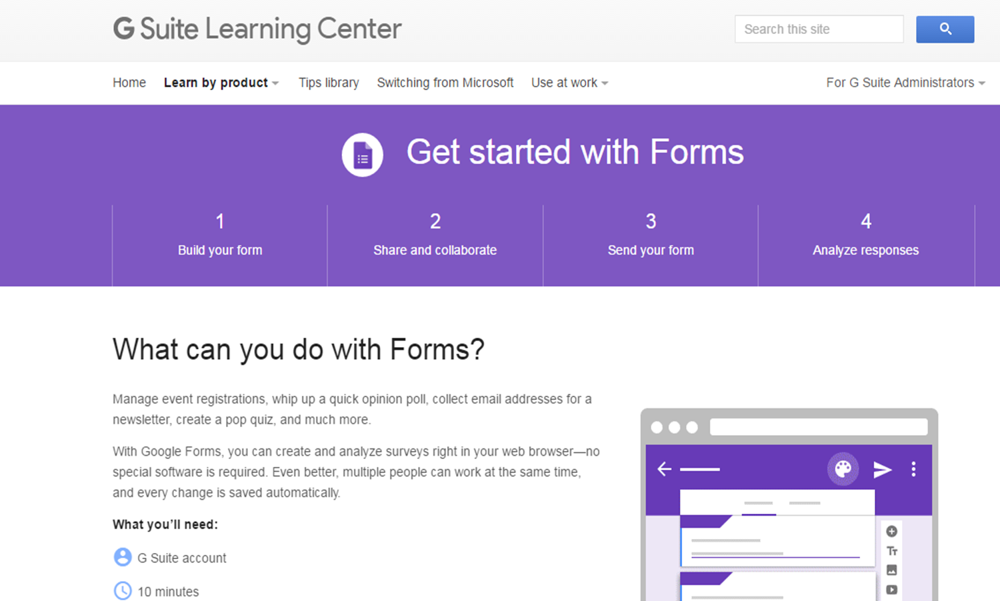 G Suite Learning Center
Search this site
Home Learn by product Tips library Switching from Microsoft Use at work For G Suite Administrators
Get started with Forms
1
Build your form
2
Share and collaborate
3
Send your form
4
Analyze responses
What can you do with Forms?
Manage event registrations, whip up a quick opinion poll, collect email addresses for a
newsletter, create a pop quiz, and much more.
With Google Forms, you can create and analyze surveys right in your web browser—no
special software is required. Even better, multiple people can work at the same time,
and every change is saved automatically.
What you’ll need:
G Suite account
10 minutes
Tт